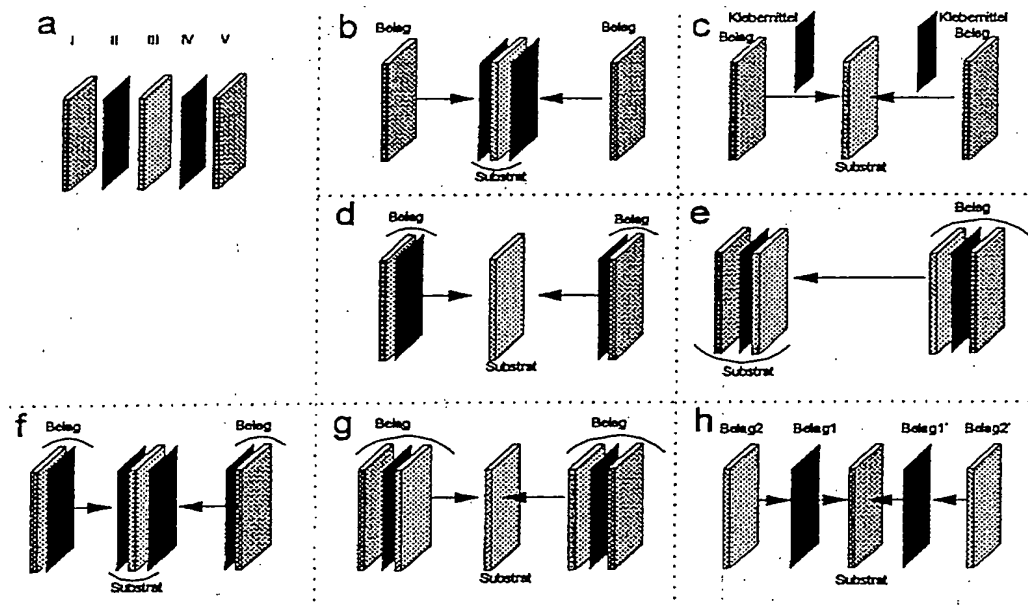 a
I II III IV V
b
Belag Belag
Substrat
c
Klebemittel Klebemittel
Belag Belag
Substrat
d
Belag Belag
Substrat
e
Belag
Substrat
f
Belag Belag
Substrat
g
Belag Belag
Substrat
h
Belag2 Belag1 Belag1' Belag2'
Substrat